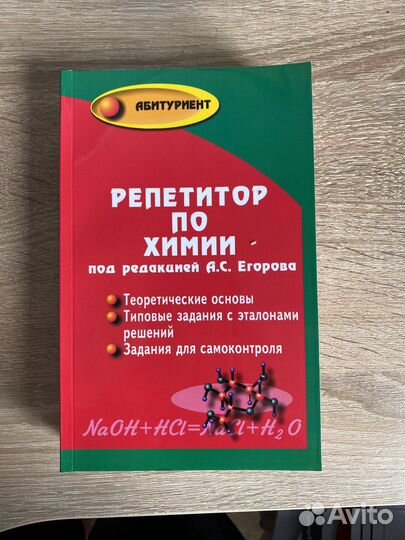 АБИТУРИЕНТ
РЕПЕТИТОР
ПО
ХИМИИ
под редакцией А.С. Егорова
Теоретические основы
Типовые задания с эталонами
решений
Задания для самоконтроля
NaOH+HCl=NaCl+H₂O
Avito